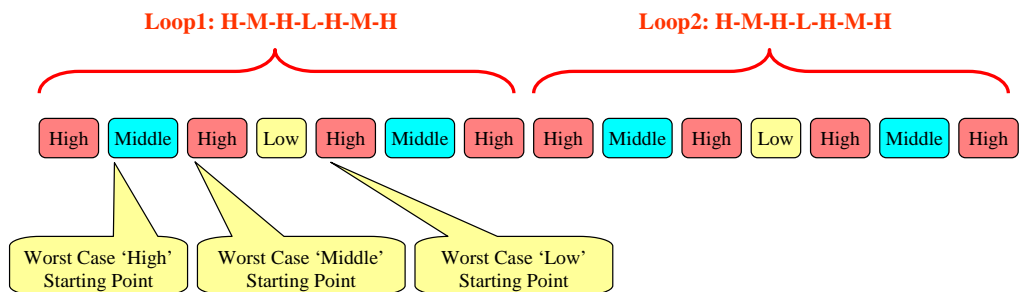 Loop1: H-M-H-L-H-M-H Loop2: H-M-H-L-H-M-H
High Middle High Low High Middle High High Middle High Low High Middle High
Worst Case ‘High’
Starting Point
Worst Case ‘Middle’
Starting Point
Worst Case ‘Low’
Starting Point